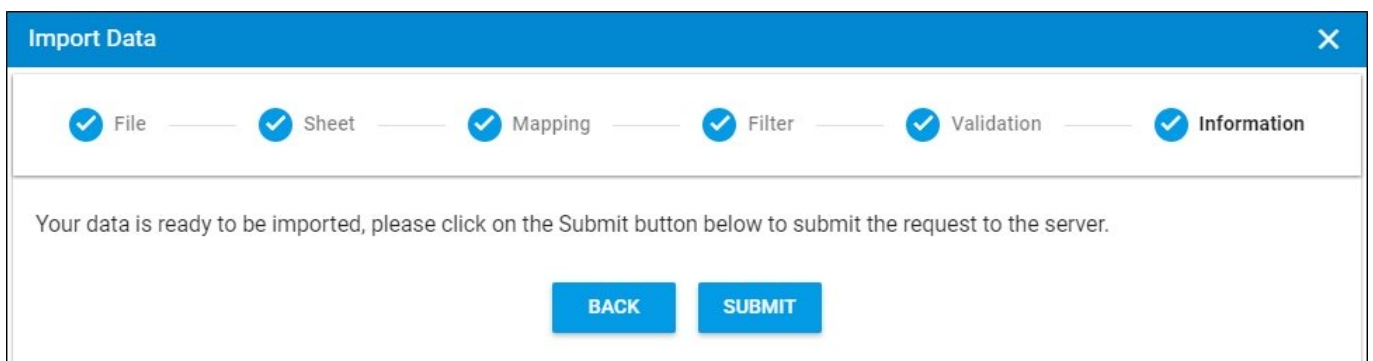 Import Data
File Sheet Mapping Filter Validation Information
Your data is ready to be imported, please click on the Submit button below to submit the request to the server.
BACK SUBMIT